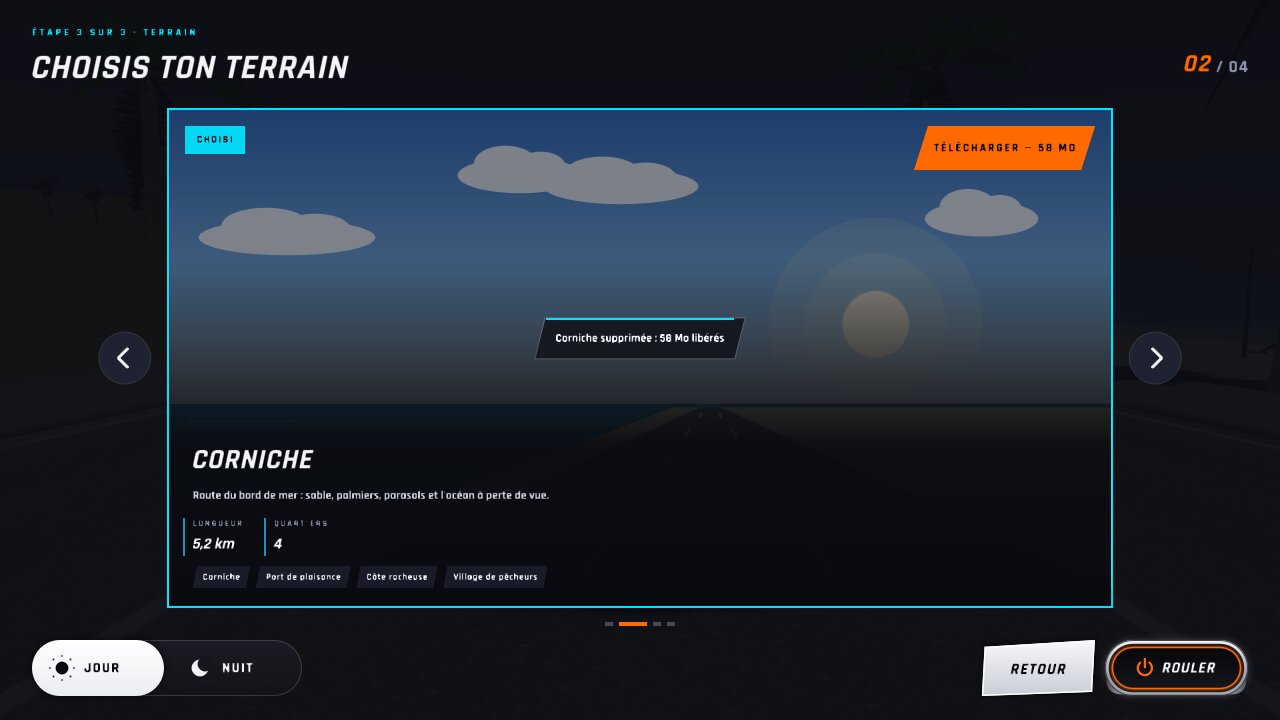 ÉTAPE 3 SUR 3 · TERRAIN
CHOISIS TON TERRAIN
02 / 04
CHOISI
TÉLÉCHARGER — 58 MO
Corniche supprimée : 58 Mo libérés
CORNICHE
Route du bord de mer : sable, palmiers, parasols et l'océan à perte de vue.
LONGUEUR
QUARTIERS
5,2 km
4
Corniche
Port de plaisance
Côte rocheuse
Village de pêcheurs
JOUR
NUIT
RETOUR
ROULER